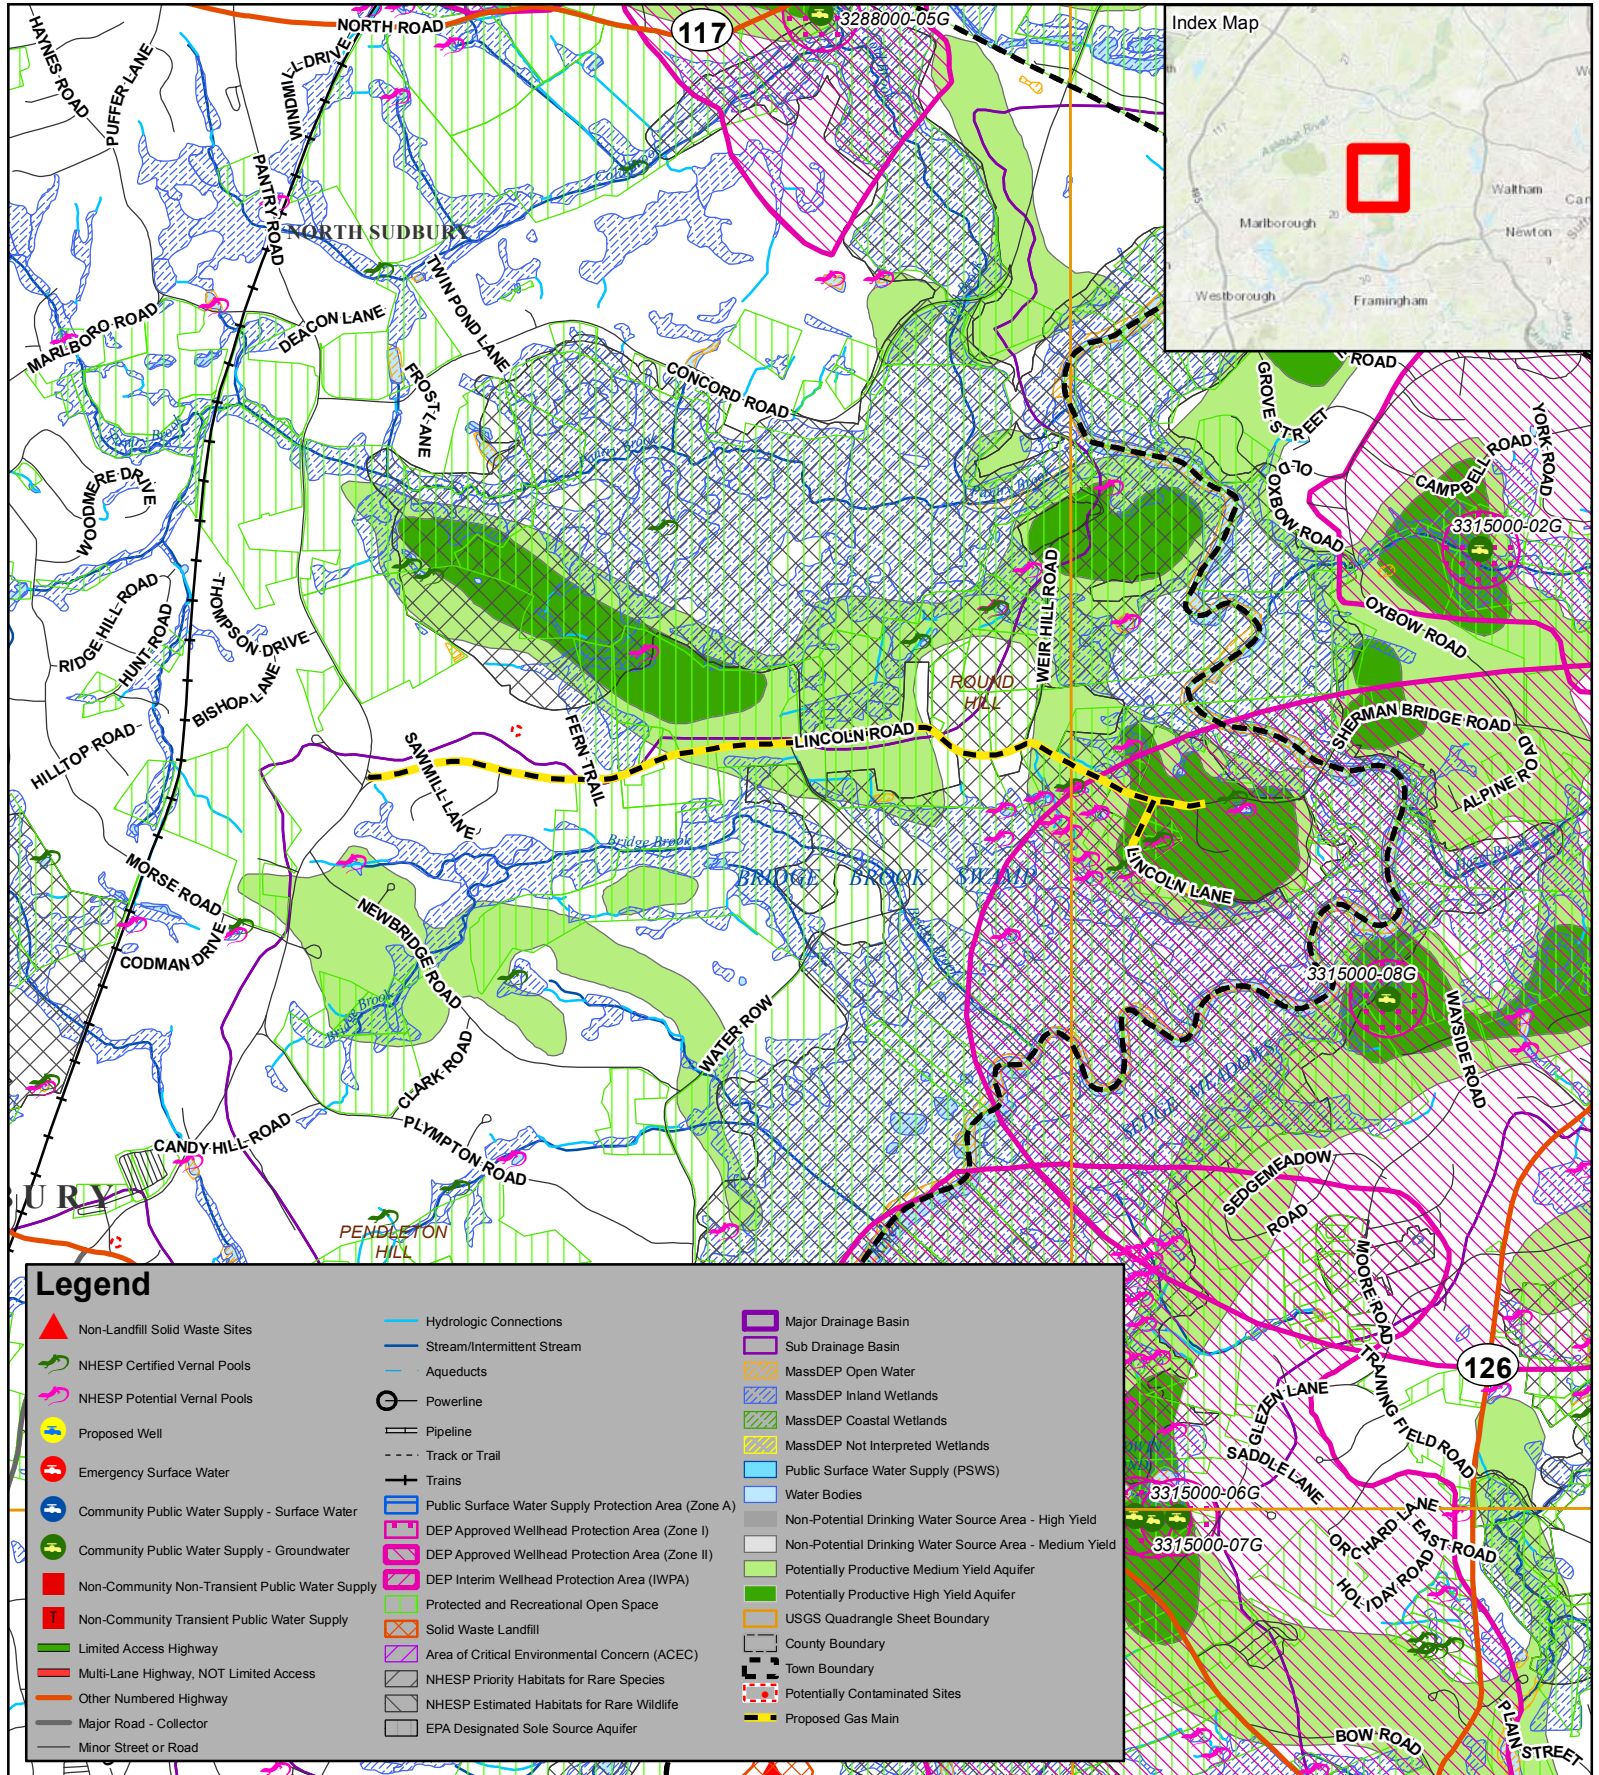 HAYNES ROAD
PUFFER LANE
WINDMILL DRIVE
NORTH ROAD
117
3288000-05G
Index Map
117
Assabet River
495
20
Marlborough
Waltham
Newton
Westborough
90
Framingham
PANTRY ROAD
NORTH SUDBURY
TWIN POND LANE
MARLBORO ROAD
DEACON LANE
FROST LANE
CONCORD ROAD
ROAD
GROVE STREET
OLD OXBOW ROAD
CAMPBELL ROAD
YORK ROAD
3315000-02G
Pantry Brook
Pantry Brook
Pantry Brook
WOODMERE DRIVE
RIDGE HILL ROAD
HUNT ROAD
THOMPSON DRIVE
BISHOP LANE
HILLTOP ROAD
WEIR HILL ROAD
OXBOW ROAD
ROUND
HILL
SHERMAN BRIDGE ROAD
ALPINE ROAD
LINCOLN ROAD
FERN TRAIL
SAWMILL LANE
Bridge Brook
BRIDGE BROOK SWAMP
LINCOLN LANE
MORSE ROAD
CODMAN DRIVE
NEWBRIDGE ROAD
3315000-08G
WAYSIDE ROAD
WATER ROW
CLARK ROAD
SEDGE MEADOWS
CANDY HILL ROAD
PLYMPTON ROAD
BURY
PENDLETON
HILL
SEDGEMEADOW
ROAD
MOORE ROAD
TRAINING FIELD ROAD
126
GLEZEN LANE
SADDLE LANE
3315000-06G
3315000-07G
ORCHARD LANE
EAST ROAD
HOLIDAY ROAD
BOW ROAD
PLAIN STREET
Legend
Non-Landfill Solid Waste Sites
NHESP Certified Vernal Pools
NHESP Potential Vernal Pools
Proposed Well
Emergency Surface Water
Community Public Water Supply - Surface Water
Community Public Water Supply - Groundwater
Non-Community Non-Transient Public Water Supply
T
Non-Community Transient Public Water Supply
Limited Access Highway
Multi-Lane Highway, NOT Limited Access
Other Numbered Highway
Major Road - Collector
Minor Street or Road
Hydrologic Connections
Stream/Intermittent Stream
Aqueducts
Powerline
Pipeline
Track or Trail
Trains
Public Surface Water Supply Protection Area (Zone A)
DEP Approved Wellhead Protection Area (Zone I)
DEP Approved Wellhead Protection Area (Zone II)
DEP Interim Wellhead Protection Area (IWPA)
Protected and Recreational Open Space
Solid Waste Landfill
Area of Critical Environmental Concern (ACEC)
NHESP Priority Habitats for Rare Species
NHESP Estimated Habitats for Rare Wildlife
EPA Designated Sole Source Aquifer
Major Drainage Basin
Sub Drainage Basin
MassDEP Open Water
MassDEP Inland Wetlands
MassDEP Coastal Wetlands
MassDEP Not Interpreted Wetlands
Public Surface Water Supply (PSWS)
Water Bodies
Non-Potential Drinking Water Source Area - High Yield
Non-Potential Drinking Water Source Area - Medium Yield
Potentially Productive Medium Yield Aquifer
Potentially Productive High Yield Aquifer
USGS Quadrangle Sheet Boundary
County Boundary
Town Boundary
Potentially Contaminated Sites
Proposed Gas Main